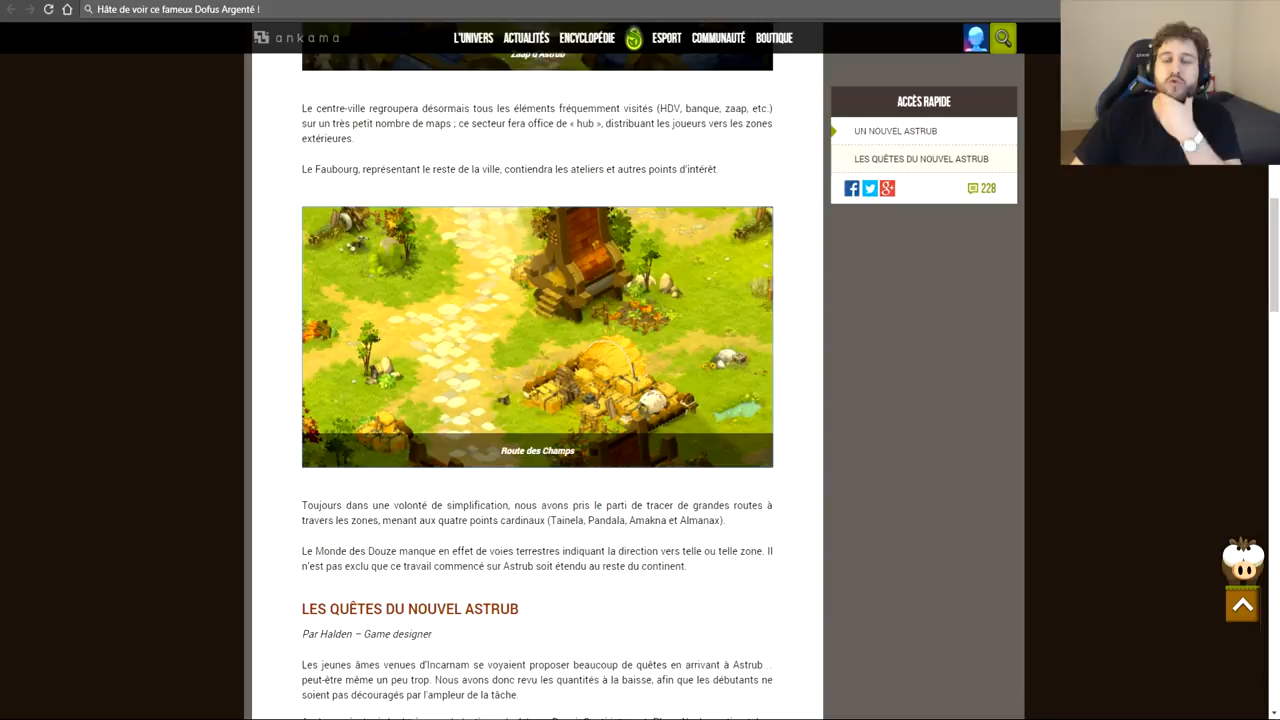 Hâte de voir ce fameux Dofus Argenté !
ankama
L'UNIVERS ACTUALITÉS ENCYCLOPÉDIE ESPORT COMMUNAUTÉ BOUTIQUE
Zaap d'Astrub
Le centre-ville regroupera désormais tous les éléments fréquemment visités (HDV, banque, zaap, etc.)
sur un très petit nombre de maps ; ce secteur fera office de « hub », distribuant les joueurs vers les zones
extérieures.
Le Faubourg, représentant le reste de la ville, contiendra les ateliers et autres points d'intérêt.
Route des Champs
Toujours dans une volonté de simplification, nous avons pris le parti de tracer de grandes routes à
travers les zones, menant aux quatre points cardinaux (Tainela, Pandala, Amakna et Almanax).
Le Monde des Douze manque en effet de voies terrestres indiquant la direction vers telle ou telle zone. Il
n'est pas exclu que ce travail commencé sur Astrub soit étendu au reste du continent.
LES QUÊTES DU NOUVEL ASTRUB
Par Halden – Game designer
Les jeunes âmes venues d'Incarnam se voyaient proposer beaucoup de quêtes en arrivant à Astrub…
peut-être même un peu trop. Nous avons donc revu les quantités à la baisse, afin que les débutants ne
soient pas découragés par l'ampleur de la tâche.
ACCÈS RAPIDE
UN NOUVEL ASTRUB
LES QUÊTES DU NOUVEL ASTRUB
228